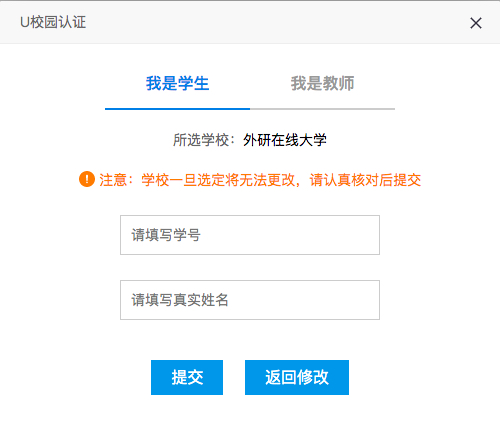 U校园认证
我是学生 我是教师
所选学校：外研在线大学
注意：学校一旦选定将无法更改，请认真核对后提交
请填写学号
请填写真实姓名
提交 返回修改